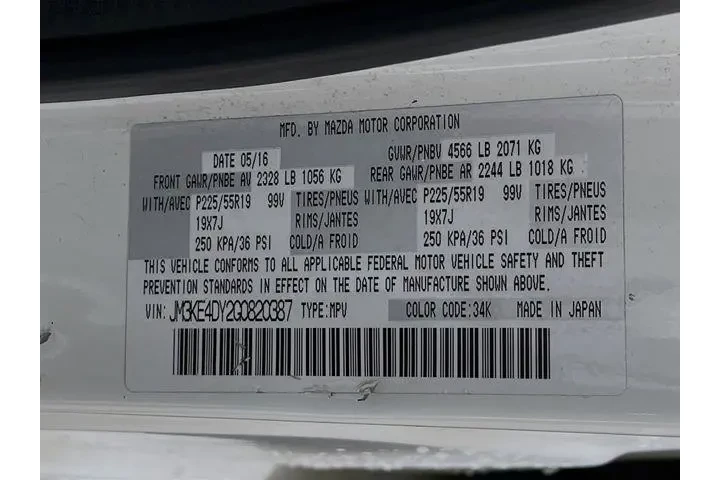 MFD. BY MAZDA MOTOR CORPORATION
DATE 05/16 GVWR/PNBV 4566 LB 2071 KG
FRONT GAWR/PNBE AV 2328 LB 1056 KG REAR GAWR/PNBE AR 2244 LB 1018 KG
WITH/AVEC P225/55R19 99V TIRES/PNEUS WITH/AVEC P225/55R19 99V TIRES/PNEUS
19X7J RIMS/JANTES 19X7J RIMS/JANTES
250 KPA/36 PSI COLD/A FROID 250 KPA/36 PSI COLD/A FROID
THIS VEHICLE CONFORMS TO ALL APPLICABLE FEDERAL MOTOR VEHICLE SAFETY AND THEFT
PREVENTION STANDARDS IN EFFECT ON THE DATE OF MANUFACTURE SHOWN ABOVE.
VIN: JM3KE4DY2G0820387 TYPE:MPV COLOR CODE:34K MADE IN JAPAN